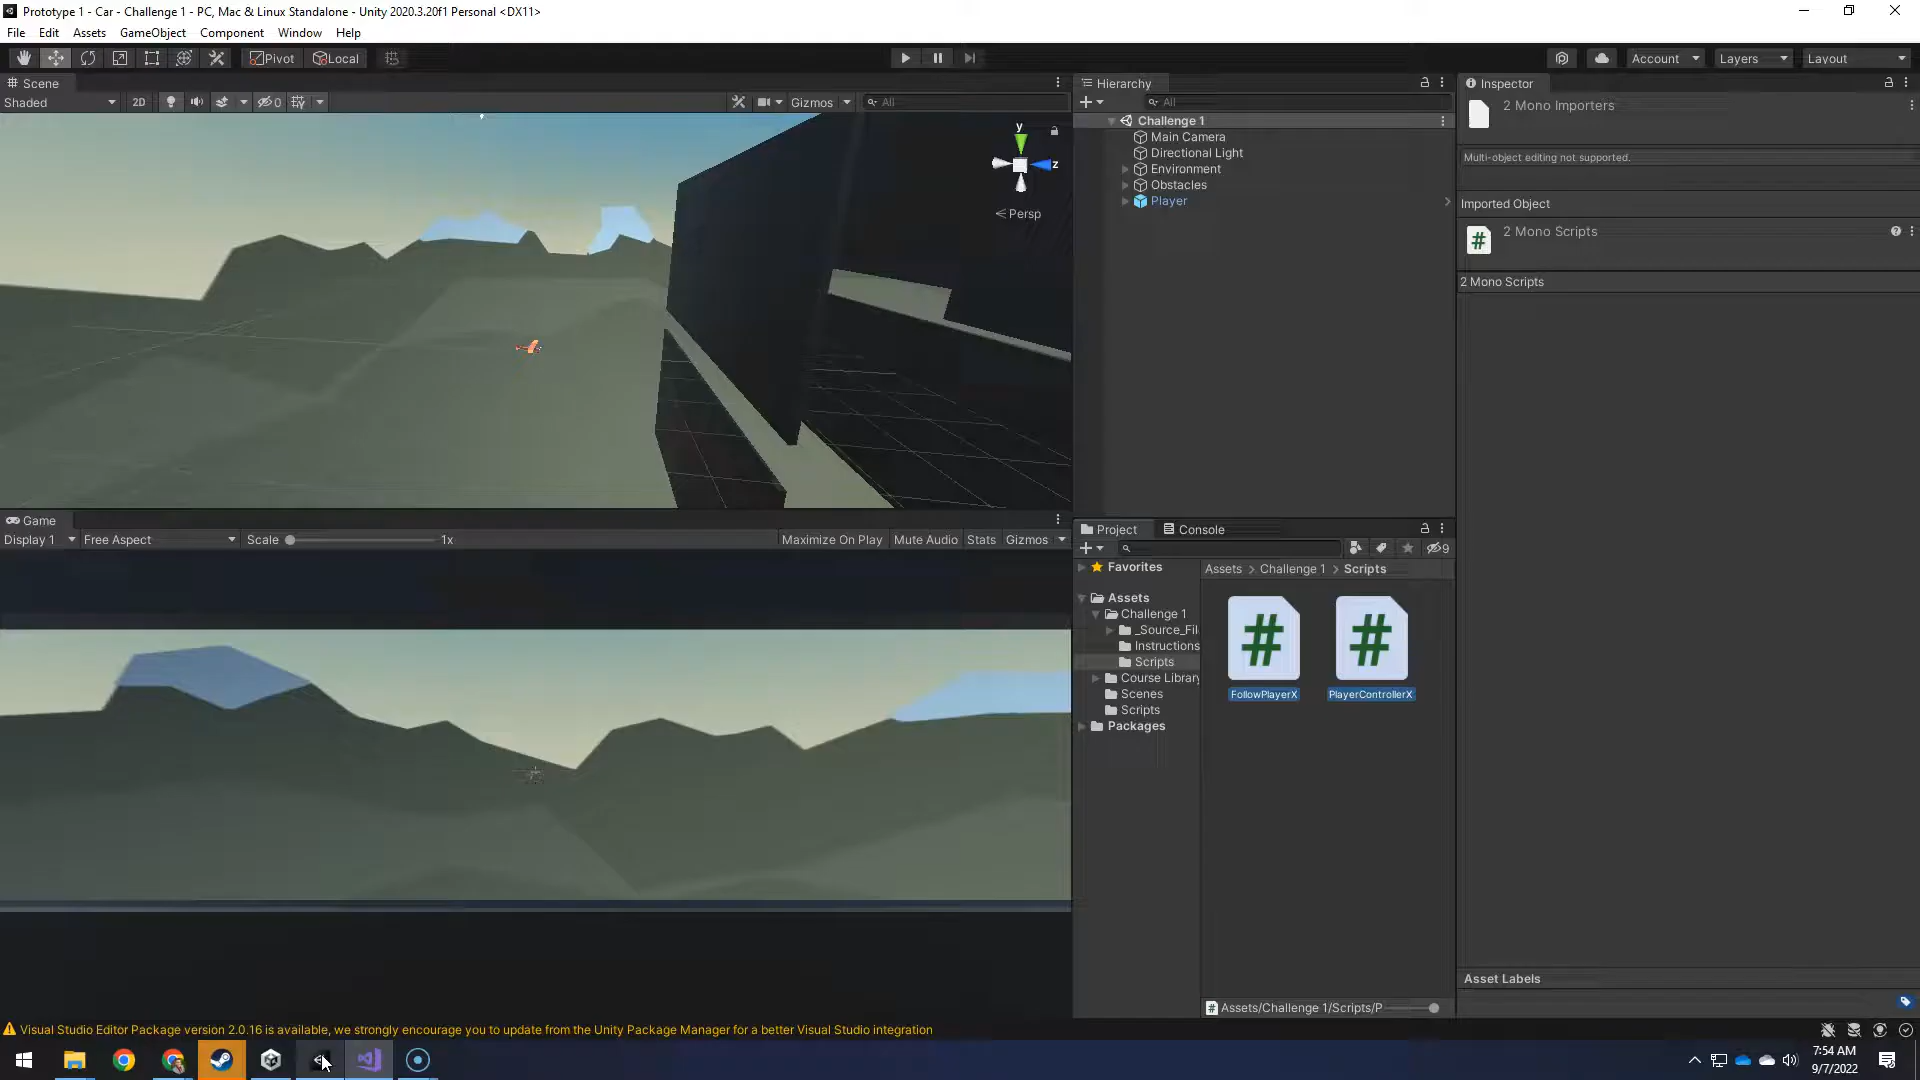 Prototype 1 - Car - Challenge 1 - PC, Mac & Linux Standalone - Unity 2020.3.20f1 Personal <DX11>
File Edit Assets GameObject Component Window Help
Pivot Local Account Layers Layout
Scene
Shaded 2D 0 Gizmos All
y
z
Persp
Hierarchy
All
Challenge 1
Main Camera
Directional Light
Environment
Obstacles
Player
Inspector
2 Mono Importers
Multi-object editing not supported.
Imported Object
2 Mono Scripts
2 Mono Scripts
Game
Display 1 Free Aspect Scale 1x Maximize On Play Mute Audio Stats Gizmos
Project Console
9
Favorites
Assets
Challenge 1
_Source_Fil
Instructions
Scripts
Course Library
Scenes
Scripts
Packages
Assets > Challenge 1 > Scripts
FollowPlayerX PlayerControllerX
Assets/Challenge 1/Scripts/P
Asset Labels
Visual Studio Editor Package version 2.0.16 is available, we strongly encourage you to update from the Unity Package Manager for a better Visual Studio integration
7:54 AM
9/7/2022